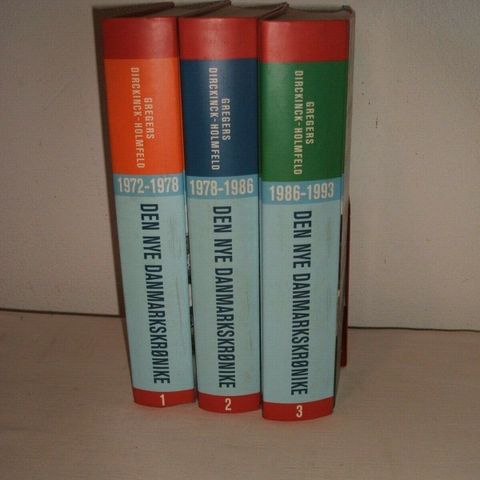 GREGERS
DIRCKINCK-HOLMFELD
1972-1978
DEN NYE DANMARKSKRØNIKE
1
GREGERS
DIRCKINCK-HOLMFELD
1978-1986
DEN NYE DANMARKSKRØNIKE
2
GREGERS
DIRCKINCK-HOLMFELD
1986-1993
DEN NYE DANMARKSKRØNIKE
3